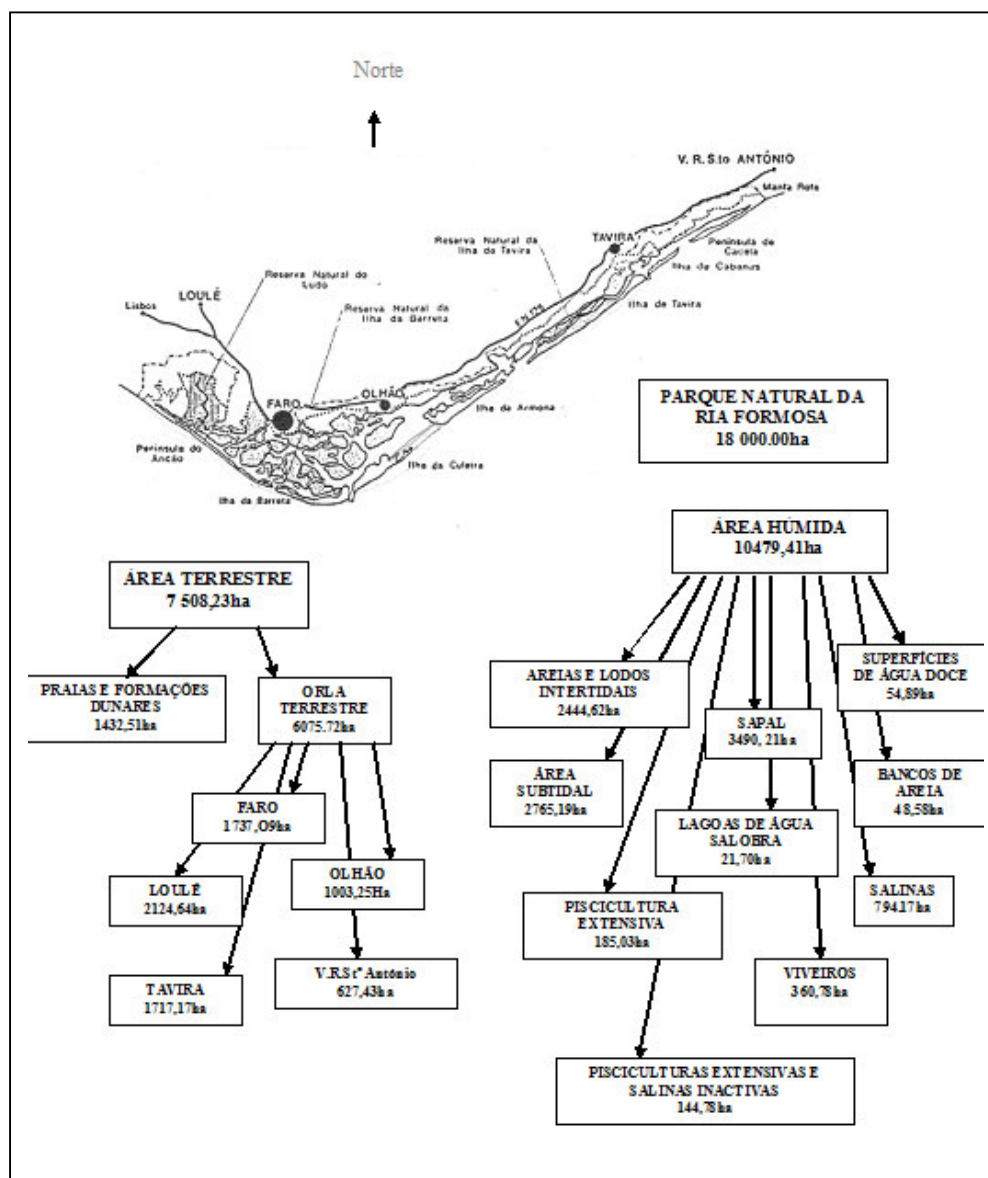 Norte
V. R. S.to ANTÓNIO
Manta Rota
TAVIRA
Reserva Natural da
Ilha de Tavira
Península de
Cacela
Ilha de Cabanas
Reserva Natural do
Ludo
LOULÉ
Lisboa
Ilha de Tavira
Reserva Natural da
Ilha da Barreta
OLHÃO
FARO
Ilha da Armona
Península do
Ancão
Ilha da Culatra
Ilha da Barreta
PARQUE NATURAL DA
RIA FORMOSA
18 000.00ha
ÁREA HÚMIDA
10479,41ha
ÁREA TERRESTRE
7 508,23ha
PRAIAS E FORMAÇÕES
DUNARES
1432,51ha
ORLA
TERRESTRE
6075.72ha
AREIAS E LODOS
INTERTIDAIS
2444,62ha
SUPERFÍCIES
DE ÁGUA DOCE
54,89ha
SAPAL
3490, 21ha
ÁREA
SUBTIDAL
2765,19ha
BANCOS DE
AREIA
48,58ha
FARO
1737,O9ha
LAGOAS DE ÁGUA
SALOBRA
21,70ha
OLHÃO
1003,25Ha
LOULÉ
2124,64ha
SALINAS
794.17ha
PISCICULTURA
EXTENSIVA
185,03ha
V.R.Stº António
627,43ha
VIVEIROS
360,78ha
TAVIRA
1717,17ha
PISCICULTURAS EXTENSIVAS E
SALINAS INACTIVAS
144,78ha